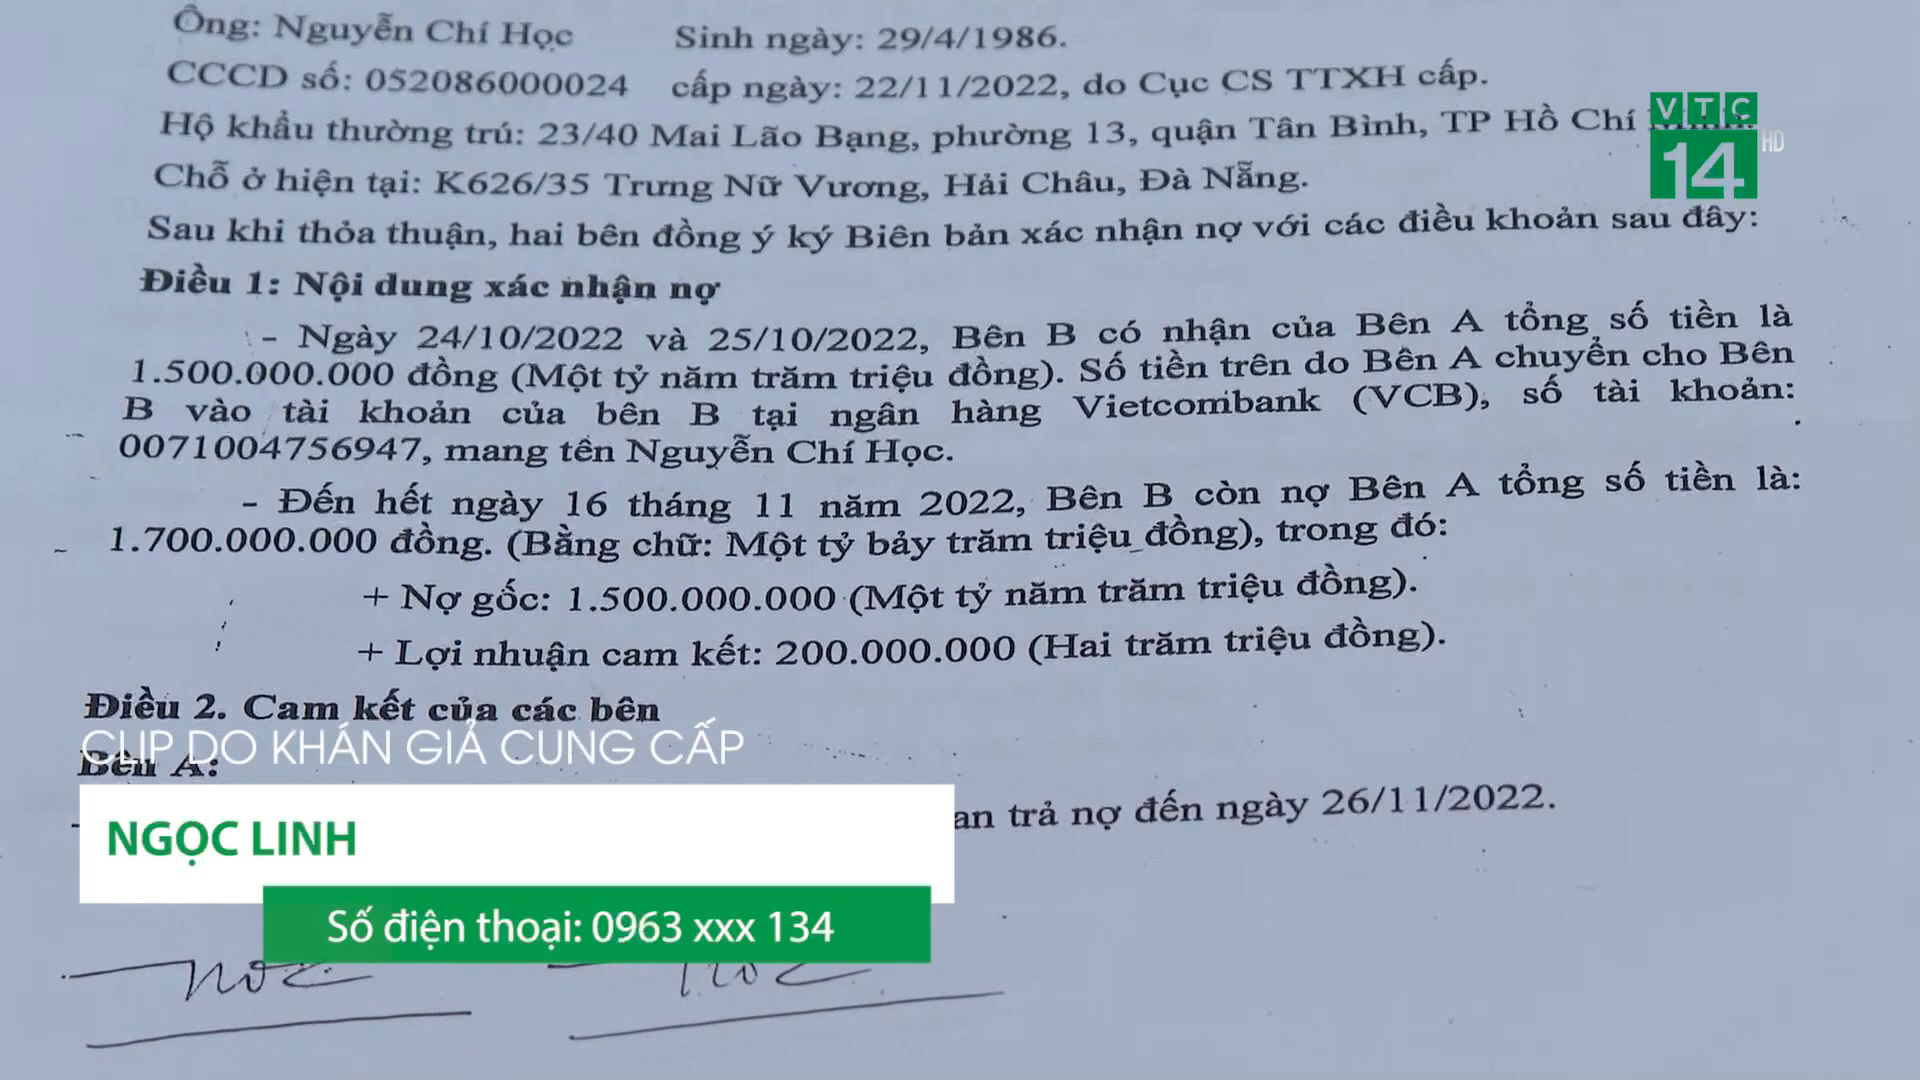 Ông: Nguyễn Chí Học Sinh ngày: 29/4/1986.
CCCD số: 052086000024 cấp ngày: 22/11/2022, do Cục CS TTXH cấp.
Hộ khẩu thường trú: 23/40 Mai Lão Bạng, phường 13, quận Tân Bình, TP Hồ Chí Minh.
VTC
14 HD
Chỗ ở hiện tại: K626/35 Trưng Nữ Vương, Hải Châu, Đà Nẵng.
Sau khi thỏa thuận, hai bên đồng ý ký Biên bản xác nhận nợ với các điều khoản sau đây:
Điều 1: Nội dung xác nhận nợ
- Ngày 24/10/2022 và 25/10/2022, Bên B có nhận của Bên A tổng số tiền là
1.500.000.000 đồng (Một tỷ năm trăm triệu đồng). Số tiền trên do Bên A chuyển cho Bên
B vào tài khoản của bên B tại ngân hàng Vietcombank (VCB), số tài khoản:
0071004756947, mang tên Nguyễn Chí Học.
- Đến hết ngày 16 tháng 11 năm 2022, Bên B còn nợ Bên A tổng số tiền là:
1.700.000.000 đồng. (Bằng chữ: Một tỷ bảy trăm triệu đồng), trong đó:
+ Nợ gốc: 1.500.000.000 (Một tỷ năm trăm triệu đồng).
+ Lợi nhuận cam kết: 200.000.000 (Hai trăm triệu đồng).
Điều 2. Cam kết của các bên
CLIP DO KHÁN GIẢ CUNG CẤP
Bên A:
trả nợ đến ngày 26/11/2022.
NGỌC LINH
Số điện thoại: 0963 xxx 134